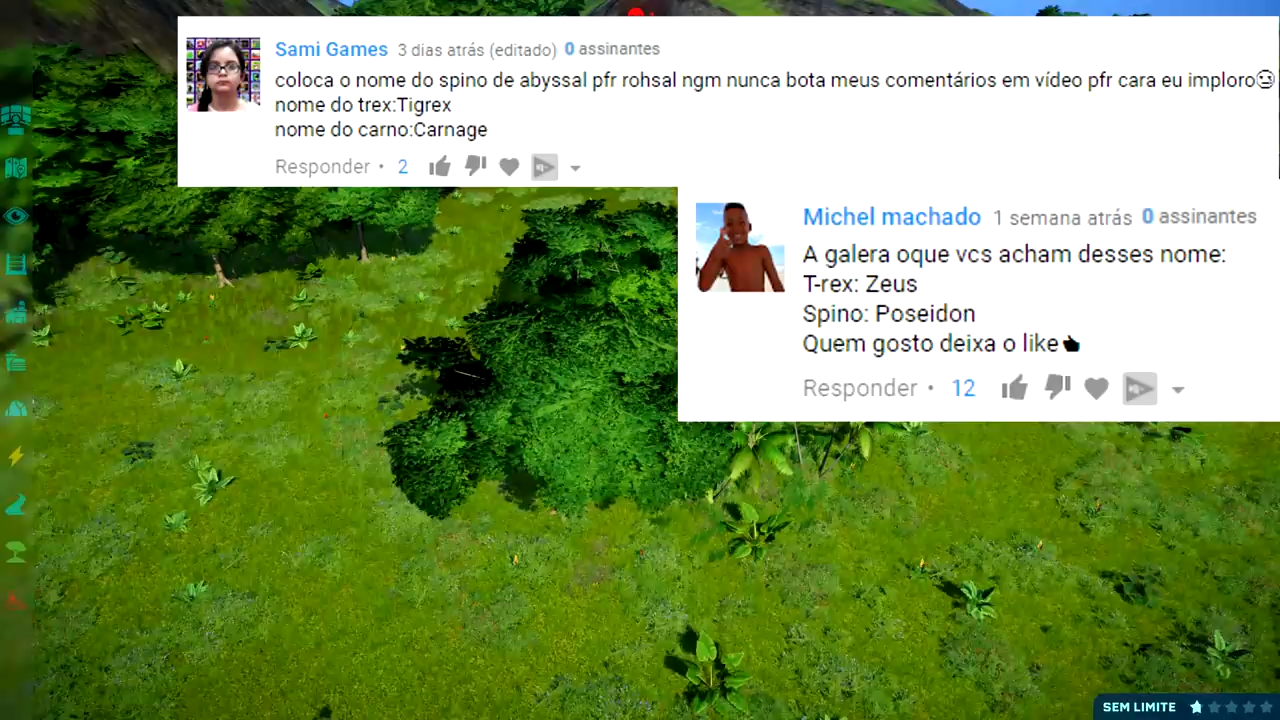 Sami Games 3 dias atrás (editado) 0 assinantes
coloca o nome do spino de abyssal pfr rohsal ngm nunca bota meus comentários em vídeo pfr cara eu imploro😓
nome do trex:Tigrex
nome do carno:Carnage
Responder • 2
Michel machado 1 semana atrás 0 assinantes
A galera oque vcs acham desses nome:
T-rex: Zeus
Spino: Poseidon
Quem gosto deixa o like👍
Responder • 12
SEM LIMITE